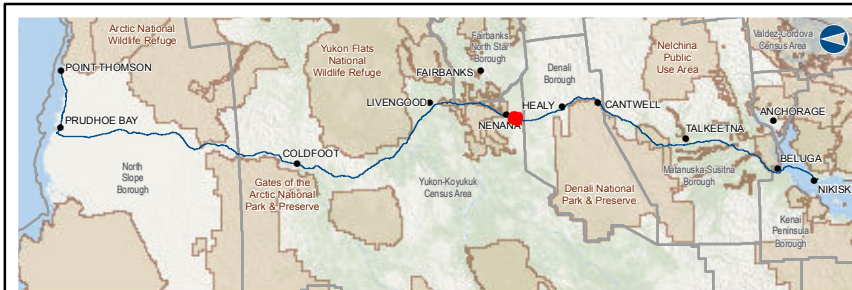 Arctic National
Wildlife Refuge
POINT THOMSON
PRUDHOE BAY
North
Slope
Borough
COLDFOOT
Gates of the
Arctic National
Park & Preserve
Yukon Flats
National
Wildlife Refuge
LIVENGOOD
Yukon-Koyukuk
Census Area
Fairbanks
North Star
Borough
FAIRBANKS
NENANA
Denali
Borough
HEALY
CANTWELL
Denali National
Park & Preserve
Nelchina
Public
Use Area
TALKEETNA
Matanuska-Susitna
Borough
Valdez-Cordova
Census Area
ANCHORAGE
BELUGA
NIKISKI
Kenai
Peninsula
Borough